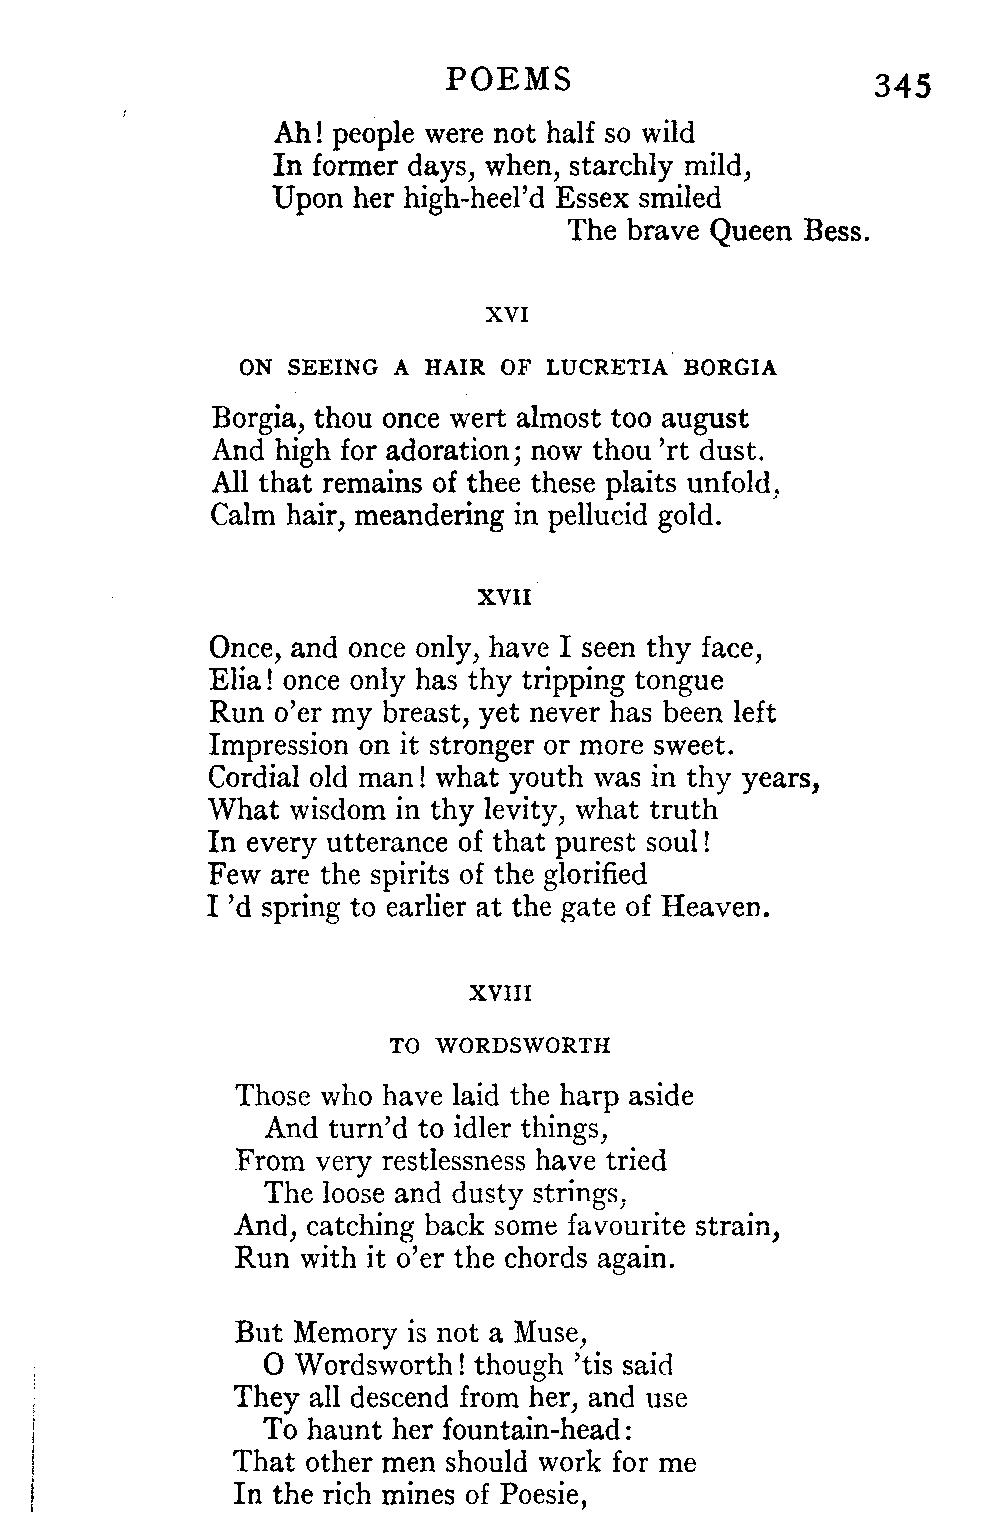 POEMS 345
Ah! people were not half so wild
In former days, when, starchly mild,
Upon her high-heel'd Essex smiled
The brave Queen Bess.
XVI
ON SEEING A HAIR OF LUCRETIA BORGIA
Borgia, thou once wert almost too august
And high for adoration; now thou 'rt dust.
All that remains of thee these plaits unfold,
Calm hair, meandering in pellucid gold.
XVII
Once, and once only, have I seen thy face,
Elia! once only has thy tripping tongue
Run o'er my breast, yet never has been left
Impression on it stronger or more sweet.
Cordial old man! what youth was in thy years,
What wisdom in thy levity, what truth
In every utterance of that purest soul!
Few are the spirits of the glorified
I 'd spring to earlier at the gate of Heaven.
XVIII
TO WORDSWORTH
Those who have laid the harp aside
And turn'd to idler things,
From very restlessness have tried
The loose and dusty strings,
And, catching back some favourite strain,
Run with it o'er the chords again.
But Memory is not a Muse,
O Wordsworth! though 'tis said
They all descend from her, and use
To haunt her fountain-head:
That other men should work for me
In the rich mines of Poesie,